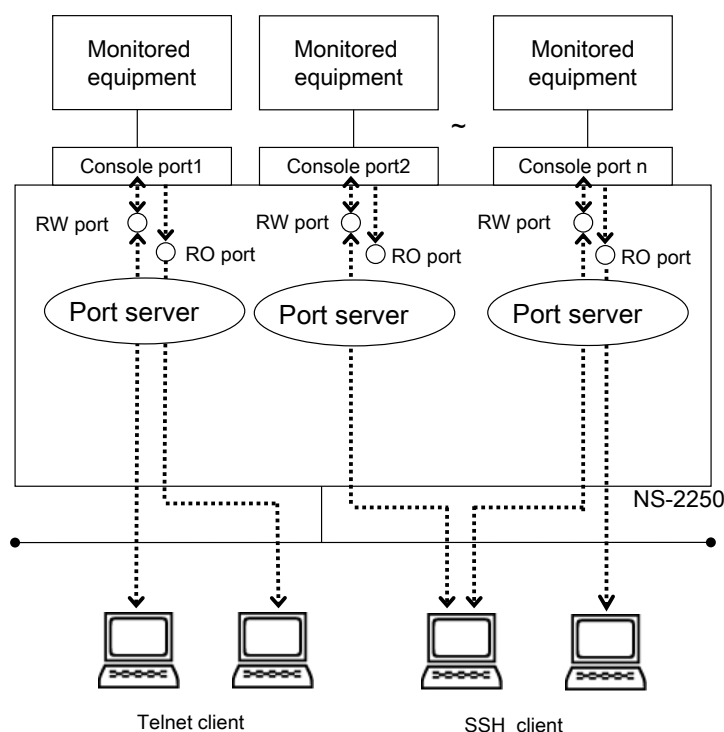 Monitored
equipment
Monitored
equipment
Monitored
equipment
~
Console port1
Console port2
Console port n
RW port
RO port
RW port
RO port
RW port
RO port
Port server
Port server
Port server
NS-2250
Telnet client
SSH client